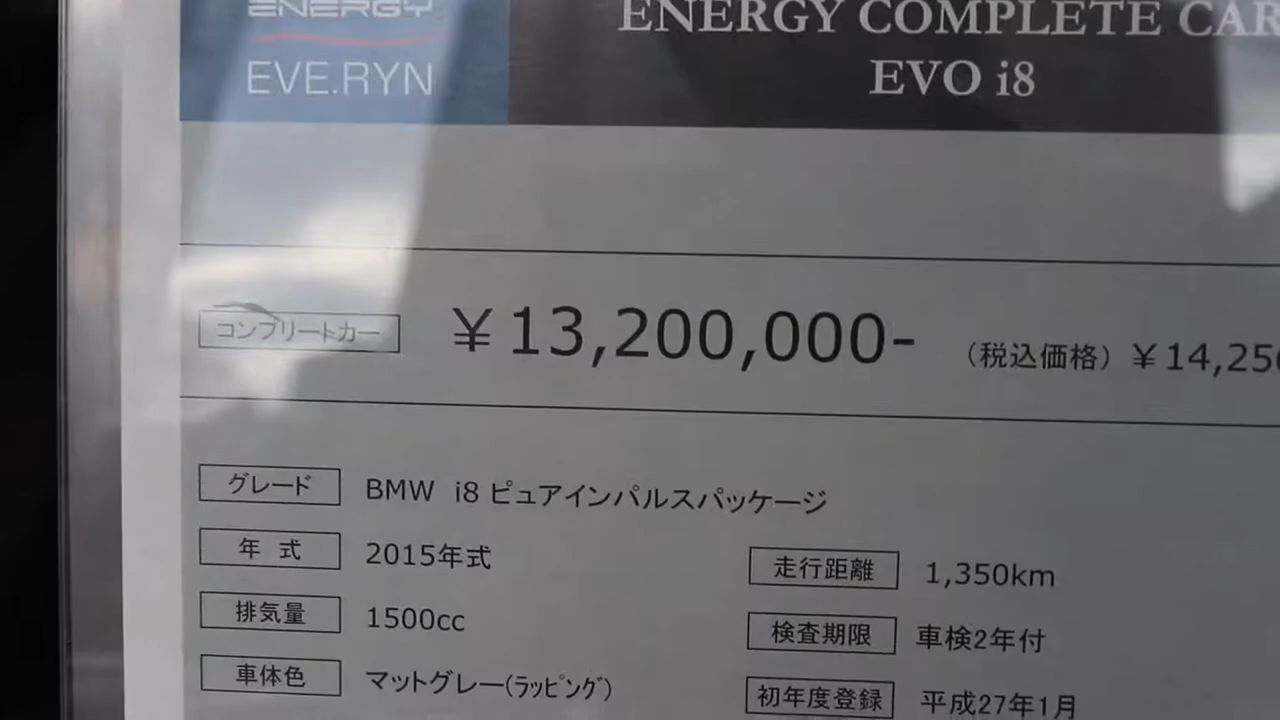 ENERGY
EVE.RYN
ENERGY COMPLETE CAR
EVO i8
コンプリートカー ¥13,200,000- (税込価格) ¥14,25
グレード BMW i8 ピュアインパルスパッケージ
年 式 2015年式
走行距離 1,350km
排気量 1500cc
検査期限 車検2年付
車体色 マットグレー(ラッピング)
初年度登録 平成27年1月